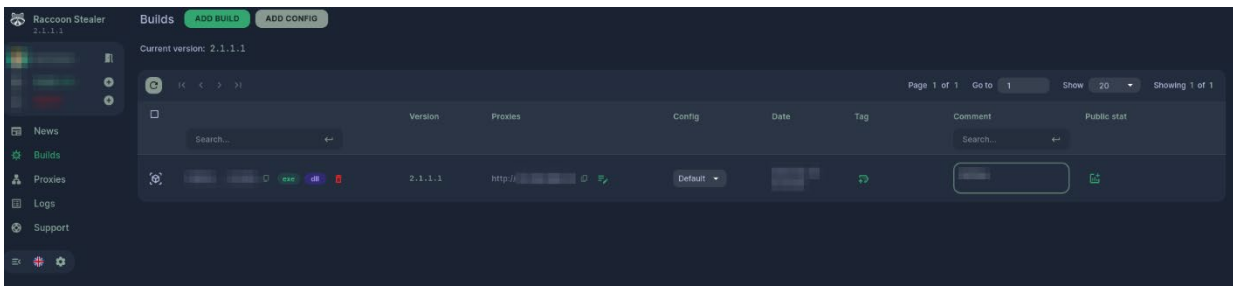 Raccoon Stealer
2.1.1.1
Builds ADD BUILD ADD CONFIG
Current version: 2.1.1.1
Page 1 of 1 Go to 1 Show 20 Showing 1 of 1
Version Proxies Config Date Tag Comment Public stat
Search... Search...
exe dll 2.1.1.1 http:// Default
News
Builds
Proxies
Logs
Support